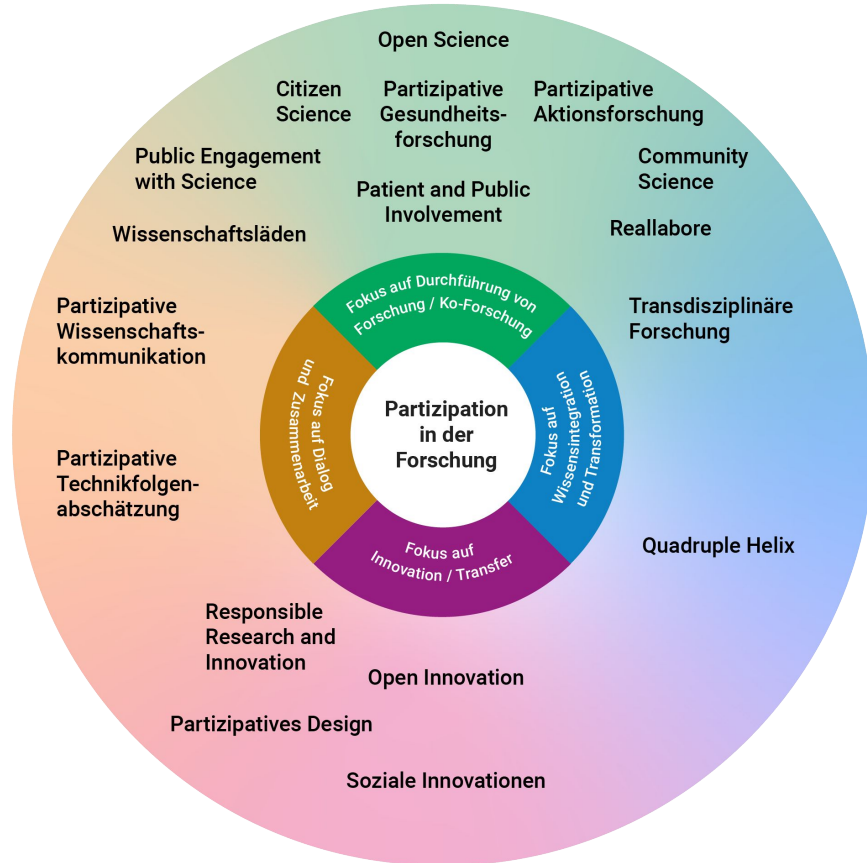 Open Science
Citizen
Science
Partizipative
Gesundheits-
forschung
Partizipative
Aktionsforschung
Public Engagement
with Science
Community
Science
Patient and Public
Involvement
Wissenschaftsläden
Reallabore
Partizipative
Wissenschafts-
kommunikation
Transdisziplinäre
Forschung
Fokus auf Durchführung von
Forschung / Ko-Forschung
Fokus auf Dialog
und Zusammenarbeit
Partizipation
in der
Forschung
Fokus auf
Wissensintegration
und Transformation
Fokus auf
Innovation / Transfer
Partizipative
Technikfolgen-
abschätzung
Quadruple Helix
Responsible
Research and
Innovation
Open Innovation
Partizipatives Design
Soziale Innovationen